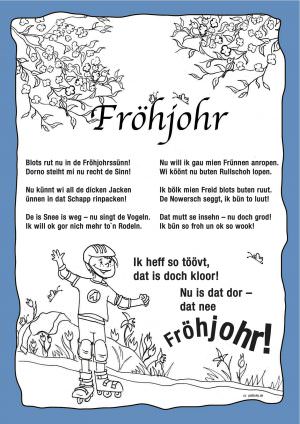 Fröhjohr
Blots rut nu in de Fröhjohrssünn!
Dorno steiht mi nu recht de Sinn!
Nu künnt wi all de dicken Jacken
ünnen in dat Schapp rinpacken!
De is Snee is weg – nu singt de Vogeln.
Ik will ok gor nich mehr to´n Rodeln.
Nu will ik gau mien Frünnen anropen.
Wi köönt nu buten Rullschoh lopen.
Ik bölk mien Freid blots buten ruut.
De Nowersch seggt, ik bün to luut!
Dat mutt se insehn – nu doch grod!
Ik bün so froh un ok so wook!
Ik heff so töövt,
dat is doch kloor!
Nu is dat dor –
dat nee
Fröhjohr!